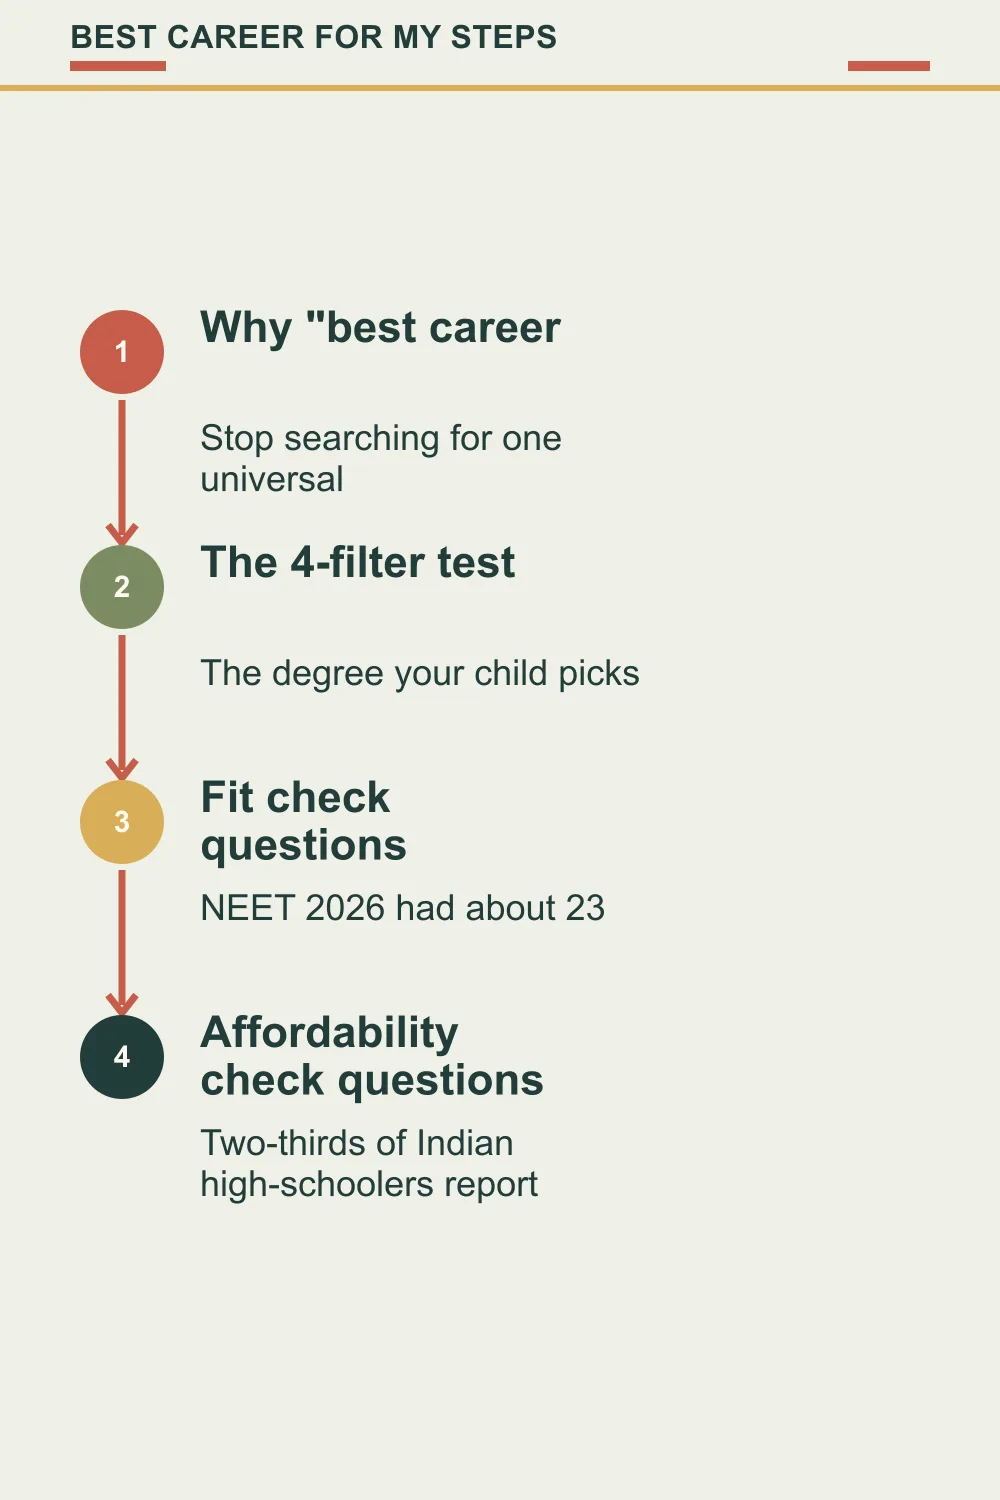 BEST CAREER FOR MY STEPS
1
Why "best career
Stop searching for one
universal
2
The 4-filter test
The degree your child picks
3
Fit check
questions
NEET 2026 had about 23
4
Affordability
check questions
Two-thirds of Indian
high-schoolers report